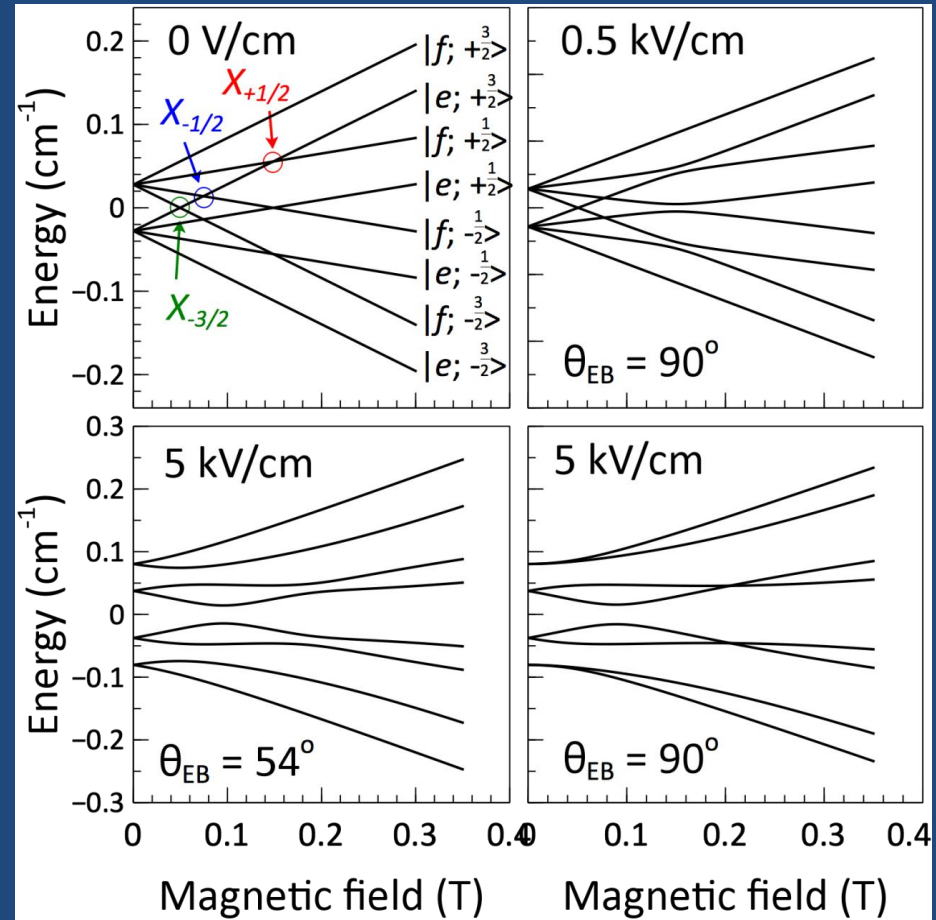 0 V/cm
0.5 kV/cm
X+1/2
X-1/2
X-3/2
|f; +3/2>
|e; +3/2>
|f; +1/2>
|e; +1/2>
|f; -1/2>
|e; -1/2>
|f; -3/2>
|e; -3/2>
θEB = 90°
Energy (cm-1)
0.2
0.1
0
−0.1
−0.2
5 kV/cm
5 kV/cm
θEB = 54°
θEB = 90°
Energy (cm-1)
0.3
0.2
0.1
0
−0.1
−0.2
−0.3
0 0.1 0.2 0.3 0.4
0 0.1 0.2 0.3 0.4
Magnetic field (T)
Magnetic field (T)